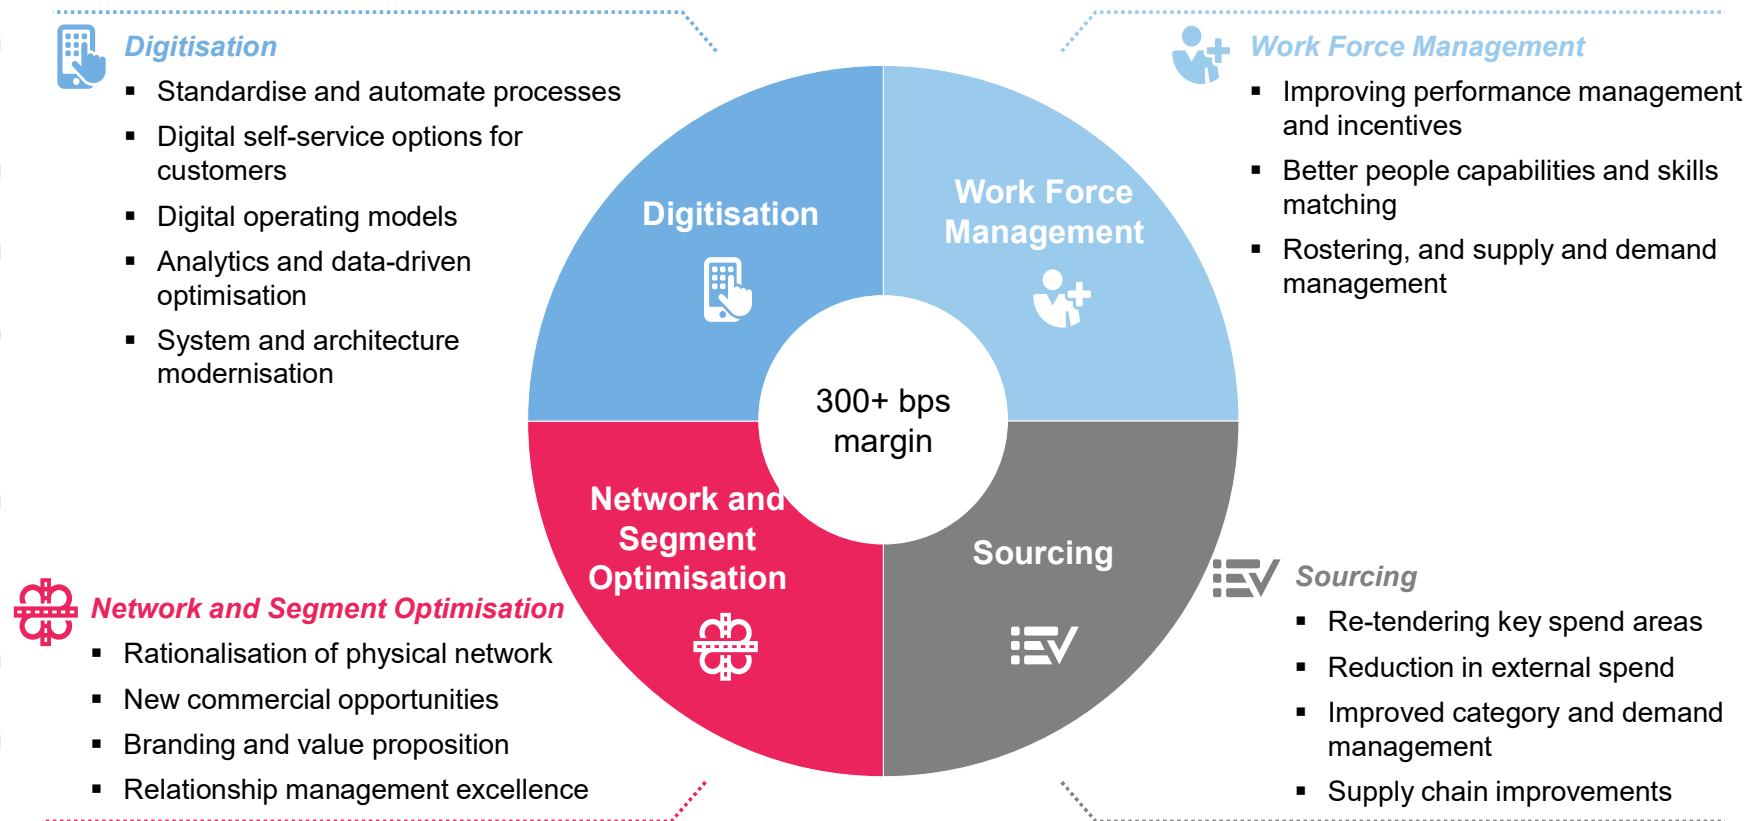 Digitisation
▪ Standardise and automate processes
▪ Digital self-service options for
customers
▪ Digital operating models
▪ Analytics and data-driven
optimisation
▪ System and architecture
modernisation
Work Force Management
▪ Improving performance management
and incentives
▪ Better people capabilities and skills
matching
▪ Rostering, and supply and demand
management
Digitisation
Work Force
Management
300+ bps
margin
Network and
Segment
Optimisation
Sourcing
Network and Segment Optimisation
▪ Rationalisation of physical network
▪ New commercial opportunities
▪ Branding and value proposition
▪ Relationship management excellence
Sourcing
▪ Re-tendering key spend areas
▪ Reduction in external spend
▪ Improved category and demand
management
▪ Supply chain improvements